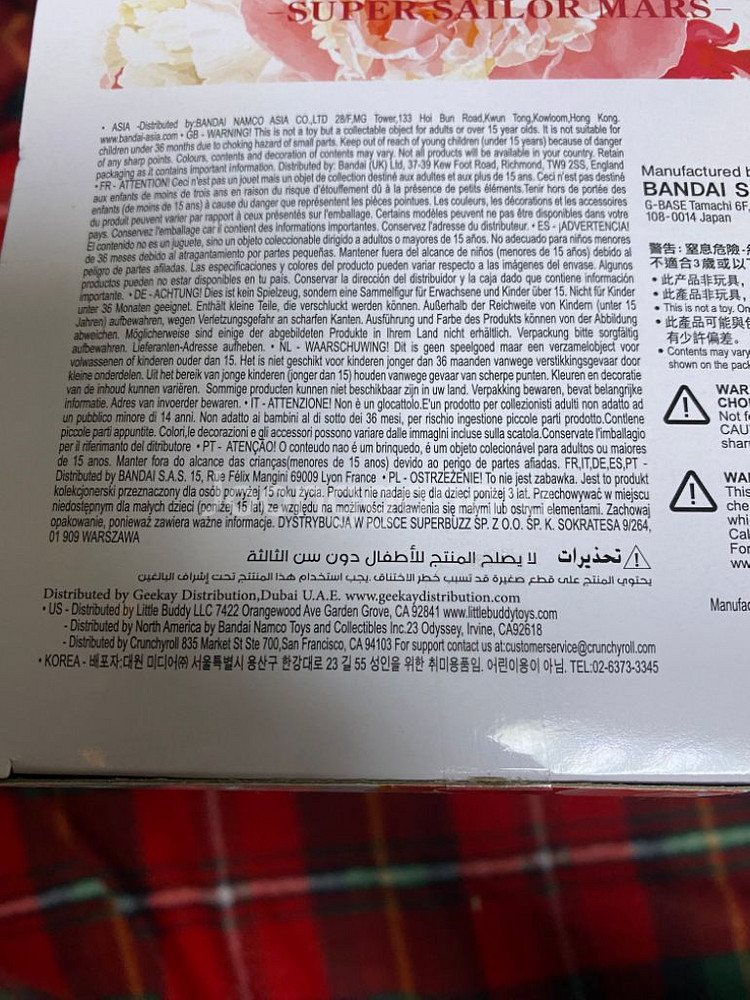 -SUPER SAILOR MARS-
• ASIA -Distributed by:BANDAI NAMCO ASIA CO.,LTD 28/F,MG Tower,133 Hoi Bun Road,Kwun Tong,Kowloom,Hong Kong.
www.bandai-asia.com • GB - WARNING! This is not a toy but a collectable object for adults or over 15 year olds. It is not suitable for
children under 36 months due to choking hazard of small parts. Keep out of reach of young children (under 15 years) because of danger
of any sharp points. Colours, contents and decoration of contents may vary. Not all products will be available in your country. Retain
packaging as it contains important information. Distributed by: Bandai (UK) Ltd, 37-39 Kew Foot Road, Richmond, TW9 2SS, England
• FR - ATTENTION! Ceci n'est pas un jouet mais un objet de collection destiné aux adultes et aux plus de 15 ans. Ceci n'est pas destiné
aux enfants de moins de trois ans en raison du risque d'étouffement dû à la présence de petits éléments.Tenir hors de portée des
enfants (de moins de 15 ans) à cause du danger que représentent les pièces pointues. Les couleurs, les décorations et les accessoires
du produit peuvent varier par rapport à ceux présentés sur l'emballage. Certains modèles peuvent ne pas être disponibles dans votre
pays. Conservez l'emballage car il contient des informations importantes. Conservez l'adresse du distributeur. • ES - ¡ADVERTENCIA!
El contenido no es un juguete, sino un objeto coleccionable dirigido a adultos o mayores de 15 años. No adecuado para niños menores
de 36 meses debido al atragantamiento por partes pequeñas. Mantener fuera del alcance de niños (menores de 15 años) debido al
peligro de partes afiladas. Las especificaciones y colores del producto pueden variar respecto a las imágenes del envase. Algunos
productos pueden no estar disponibles en tu país. Conservar la dirección del distribuidor y la caja dado que contiene información
importante. • DE - ACHTUNG! Dies ist kein Spielzeug, sondern eine Sammelfigur für Erwachsene und Kinder über 15. Nicht für Kinder
unter 36 Monaten geeignet. Enthält kleine Teile, die verschluckt werden können. Außerhalb der Reichweite von Kindern (unter 15
Jahren) aufbewahren, wegen Verletzungsgefahr an scharfen Kanten. Ausführung und Farbe des Produkts können von der Abbildung
abweichen. Möglicherweise sind einige der abgebildeten Produkte in Ihrem Land nicht erhältlich. Verpackung bitte sorgfältig
aufbewahren. Lieferanten-Adresse aufheben. • NL - WAARSCHUWING! Dit is geen speelgoed maar een verzamelobject voor
volwassenen of kinderen ouder dan 15. Het is niet geschikt voor kinderen jonger dan 36 maanden vanwege verstikkingsgevaar door
kleine onderdelen. Uit het bereik van jonge kinderen (jonger dan 15) houden vanwege gevaar van scherpe punten. Kleuren en decoratie
van de inhoud kunnen variëren. Sommige producten kunnen niet beschikbaar zijn in uw land. Verpakking bewaren, bevat belangrijke
informatie. Adres van invoerder bewaren. • IT - ATTENZIONE! Non è un glocattolo.E'un prodotto per collezionisti adulti non adatto ad
un pubblico minore di 14 anni. Non adatto ai bambini al di sotto dei 36 mesi, per rischio ingestione piccole parti prodotto.Contiene
piccole parti appuntite. Colori,le decorazioni e gli accessori possono variare dalle immagini incluse sulla scatola.Conservate l'imballagio
per il riferimanto del ditributore • PT - ATENÇÃO! O conteudo nao é um brinquedo, é um objeto colecionável para adultos ou maiores
de 15 anos. Manter fora do alcance das crianças(menores de 15 anos) devido ao perigo de partes afiadas. FR,IT,DE,ES,PT -
Distributed by BANDAI S.A.S. 15, Rue Félix Mangini 69009 Lyon France • PL - OSTRZEŻENIE! To nie jest zabawka. Jest to produkt
kolekcjonerski przeznaczony dla osób powyżej 15 roku życia. Produkt nie nadaje się dla dzieci poniżej 3 lat. Przechowywać w miejscu
niedostępnym dla małych dzieci (poniżej 15 lat) ze względu na możliwości zadławienia się małymi lub ostrymi elementami. Zachowaj
opakowanie, ponieważ zawiera ważne informacje. DYSTRYBUCJA W POLSCE SUPERBUZZ SP. Z O.O. ŚP. K. SOKRATESA 9/264,
01 909 WARSZAWA
تحذيرات لا يصلح المنتج للأطفال دون سن الثالثة
يحتوي المنتج على قطع صغيرة قد تسبب خطر الاختناق .يجب استخدام هذا المنتج تحت إشراف البالغين
Distributed by Geekay Distribution,Dubai U.A.E. www.geekaydistribution.com
• US - Distributed by Little Buddy LLC 7422 Orangewood Ave Garden Grove, CA 92841 www.littlebuddytoys.com
- Distributed by North America by Bandai Namco Toys and Collectibles Inc.23 Odyssey, Irvine, CA92618
- Distributed by Crunchyroll 835 Market St Ste 700,San Francisco, CA 94103 For support contact us at:customerservice@crunchyroll.com
• KOREA - 배포자:대원 미디어㈜ 서울특별시 용산구 한강대로 23 길 55 성인을 위한 취미용품임. 어린이용이 아님. TEL:02-6373-3345
Manufactured b
BANDAI S
G-BASE Tamachi 6F,
108-0014 Japan
警告：窒息危險-
不適合3歲或以
• 此产品非玩具，
• 此產品非玩具，
• This is not a toy. On
• 此產品可能與
有少許偏差。
• Contents may vary
shown on the pack
WAR
CHO
Not f
CAU
shar
WA
This
che
whi
Cal
For
ww
Manufac